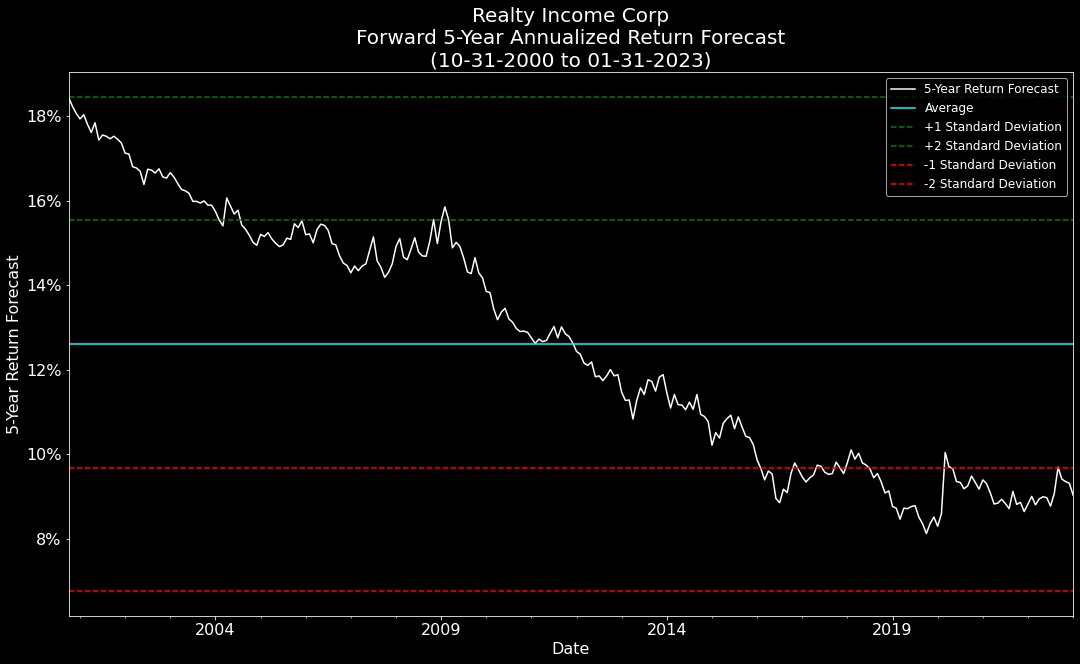 Realty Income Corp
Forward 5-Year Annualized Return Forecast
(10-31-2000 to 01-31-2023)
5-Year Return Forecast
Average
+1 Standard Deviation
+2 Standard Deviation
-1 Standard Deviation
-2 Standard Deviation
18%
16%
14%
12%
10%
8%
5-Year Return Forecast
2004
2009
2014
2019
Date